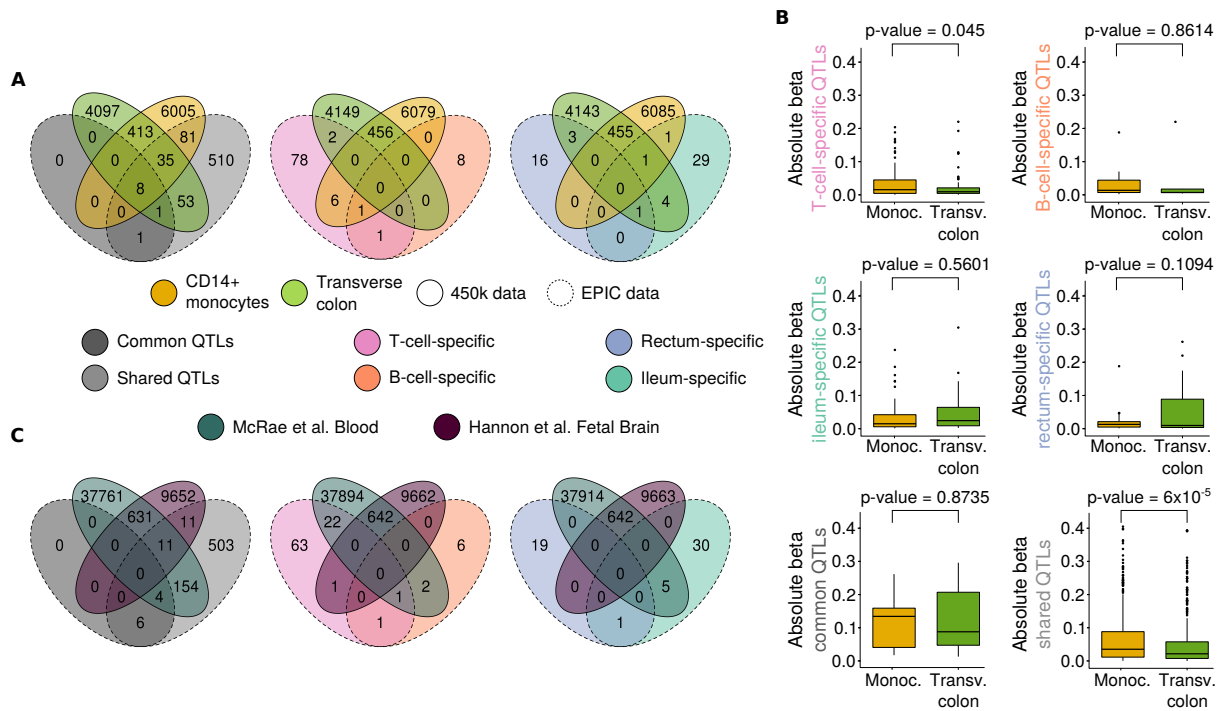 A
4097
6005
0
413
81
0
0
35
510
8
0
0
1
53
1
4149
6079
2
456
0
78
0
0
8
0
6
1
0
0
1
4143
6085
3
455
1
16
0
1
29
0
0
0
1
4
0
CD14+
monocytes
Transverse
colon
450k data
EPIC data
Common QTLs
T-cell-specific
Rectum-specific
Shared QTLs
B-cell-specific
Ileum-specific
McRae et al. Blood
Hannon et al. Fetal Brain
C
37761
9652
0
631
11
0
0
11
503
0
0
0
4
154
6
37894
9662
22
642
0
63
0
0
6
0
1
0
1
2
1
37914
9663
0
642
0
19
0
0
30
0
0
0
0
5
1
B
p-value = 0.045
Absolute beta
T-cell-specific QTLs
0.4
0.3
0.2
0.1
0.0
Monoc.
Transv.
colon
p-value = 0.8614
Absolute beta
B-cell-specific QTLs
0.4
0.3
0.2
0.1
0.0
Monoc.
Transv.
colon
p-value = 0.5601
Absolute beta
ileum-specific QTLs
0.4
0.3
0.2
0.1
0.0
Monoc.
Transv.
colon
p-value = 0.1094
Absolute beta
rectum-specific QTLs
0.4
0.3
0.2
0.1
0.0
Monoc.
Transv.
colon
p-value = 0.8735
Absolute beta
common QTLs
0.4
0.3
0.2
0.1
0.0
Monoc.
Transv.
colon
p-value = 6x10⁻⁵
Absolute beta
shared QTLs
0.4
0.3
0.2
0.1
0.0
Monoc.
Transv.
colon